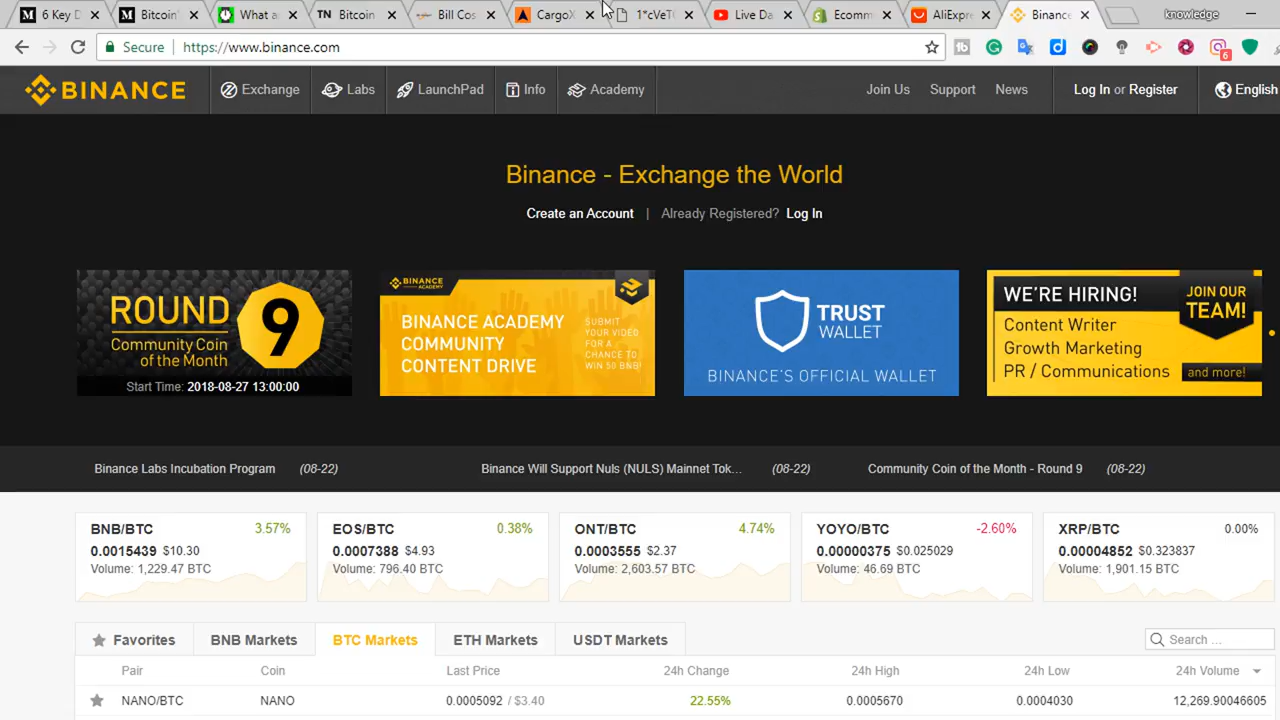 6 Key D
Bitcoin'
What a
Bitcoin
Bill Cos
CargoX
1*cVeT
Live Da
Ecomm
AliExpre
Binance
knowledge
Secure
https://www.binance.com
6
BINANCE
Exchange
Labs
LaunchPad
Info
Academy
Join Us
Support
News
Log In or Register
English
Binance - Exchange the World
Create an Account | Already Registered? Log In
ROUND 9
Community Coin
of the Month
Start Time: 2018-08-27 13:00:00
BINANCE
ACADEMY
BINANCE ACADEMY
COMMUNITY
CONTENT DRIVE
SUBMIT
YOUR VIDEO
FOR A
CHANCE TO
WIN 50 BNB!
TRUST
WALLET
BINANCE'S OFFICIAL WALLET
WE'RE HIRING!
Content Writer
Growth Marketing
PR / Communications
JOIN OUR
TEAM!
and more!
Binance Labs Incubation Program (08-22)
Binance Will Support Nuls (NULS) Mainnet Tok... (08-22)
Community Coin of the Month - Round 9 (08-22)
BNB/BTC 3.57%
0.0015439 $10.30
Volume: 1,229.47 BTC
EOS/BTC 0.38%
0.0007388 $4.93
Volume: 796.40 BTC
ONT/BTC 4.74%
0.0003555 $2.37
Volume: 2,603.57 BTC
YOYO/BTC -2.60%
0.00000375 $0.025029
Volume: 46.69 BTC
XRP/BTC 0.00%
0.00004852 $0.323837
Volume: 1,901.15 BTC
Favorites
BNB Markets
BTC Markets
ETH Markets
USDT Markets
Search ...
Pair Coin Last Price 24h Change 24h High 24h Low 24h Volume
NANO/BTC NANO 0.0005092 / $3.40 22.55% 0.0005670 0.0004030 12,269.90046605